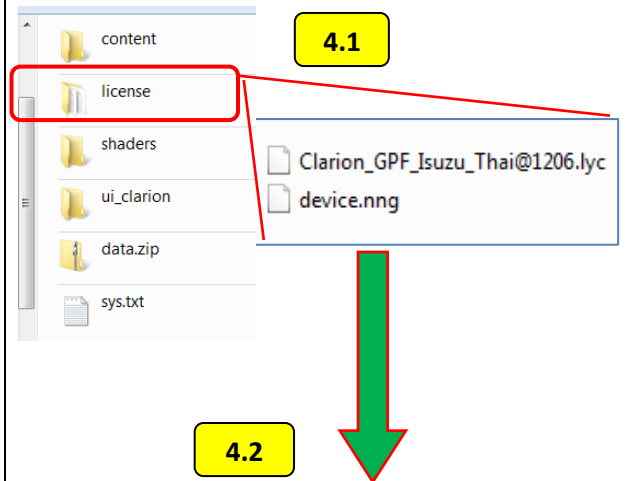 content
4.1
license
shaders
Clarion_GPF_Isuzu_Thai@1206.lyc
device.nng
ui_clarion
data.zip
sys.txt
4.2